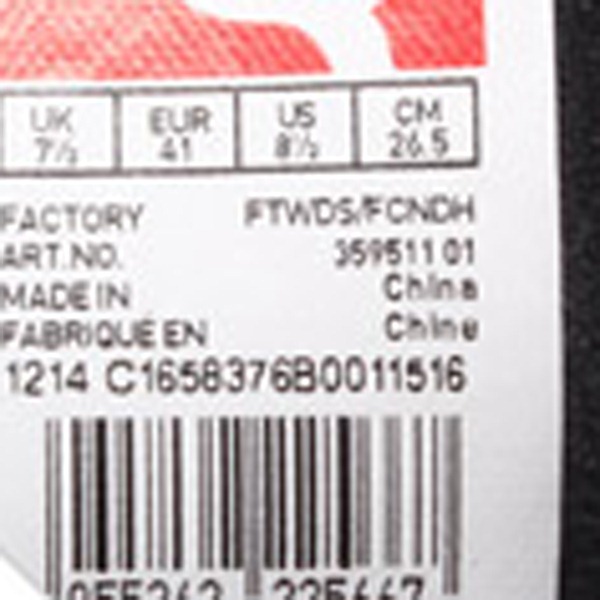 UK EUR US CM
7½ 41 8½ 26.5
FACTORY FTWDS/FCNDH
ART.NO. 359511 01
MADE IN China
FABRIQUE EN Chine
1214 C1658376B0011516